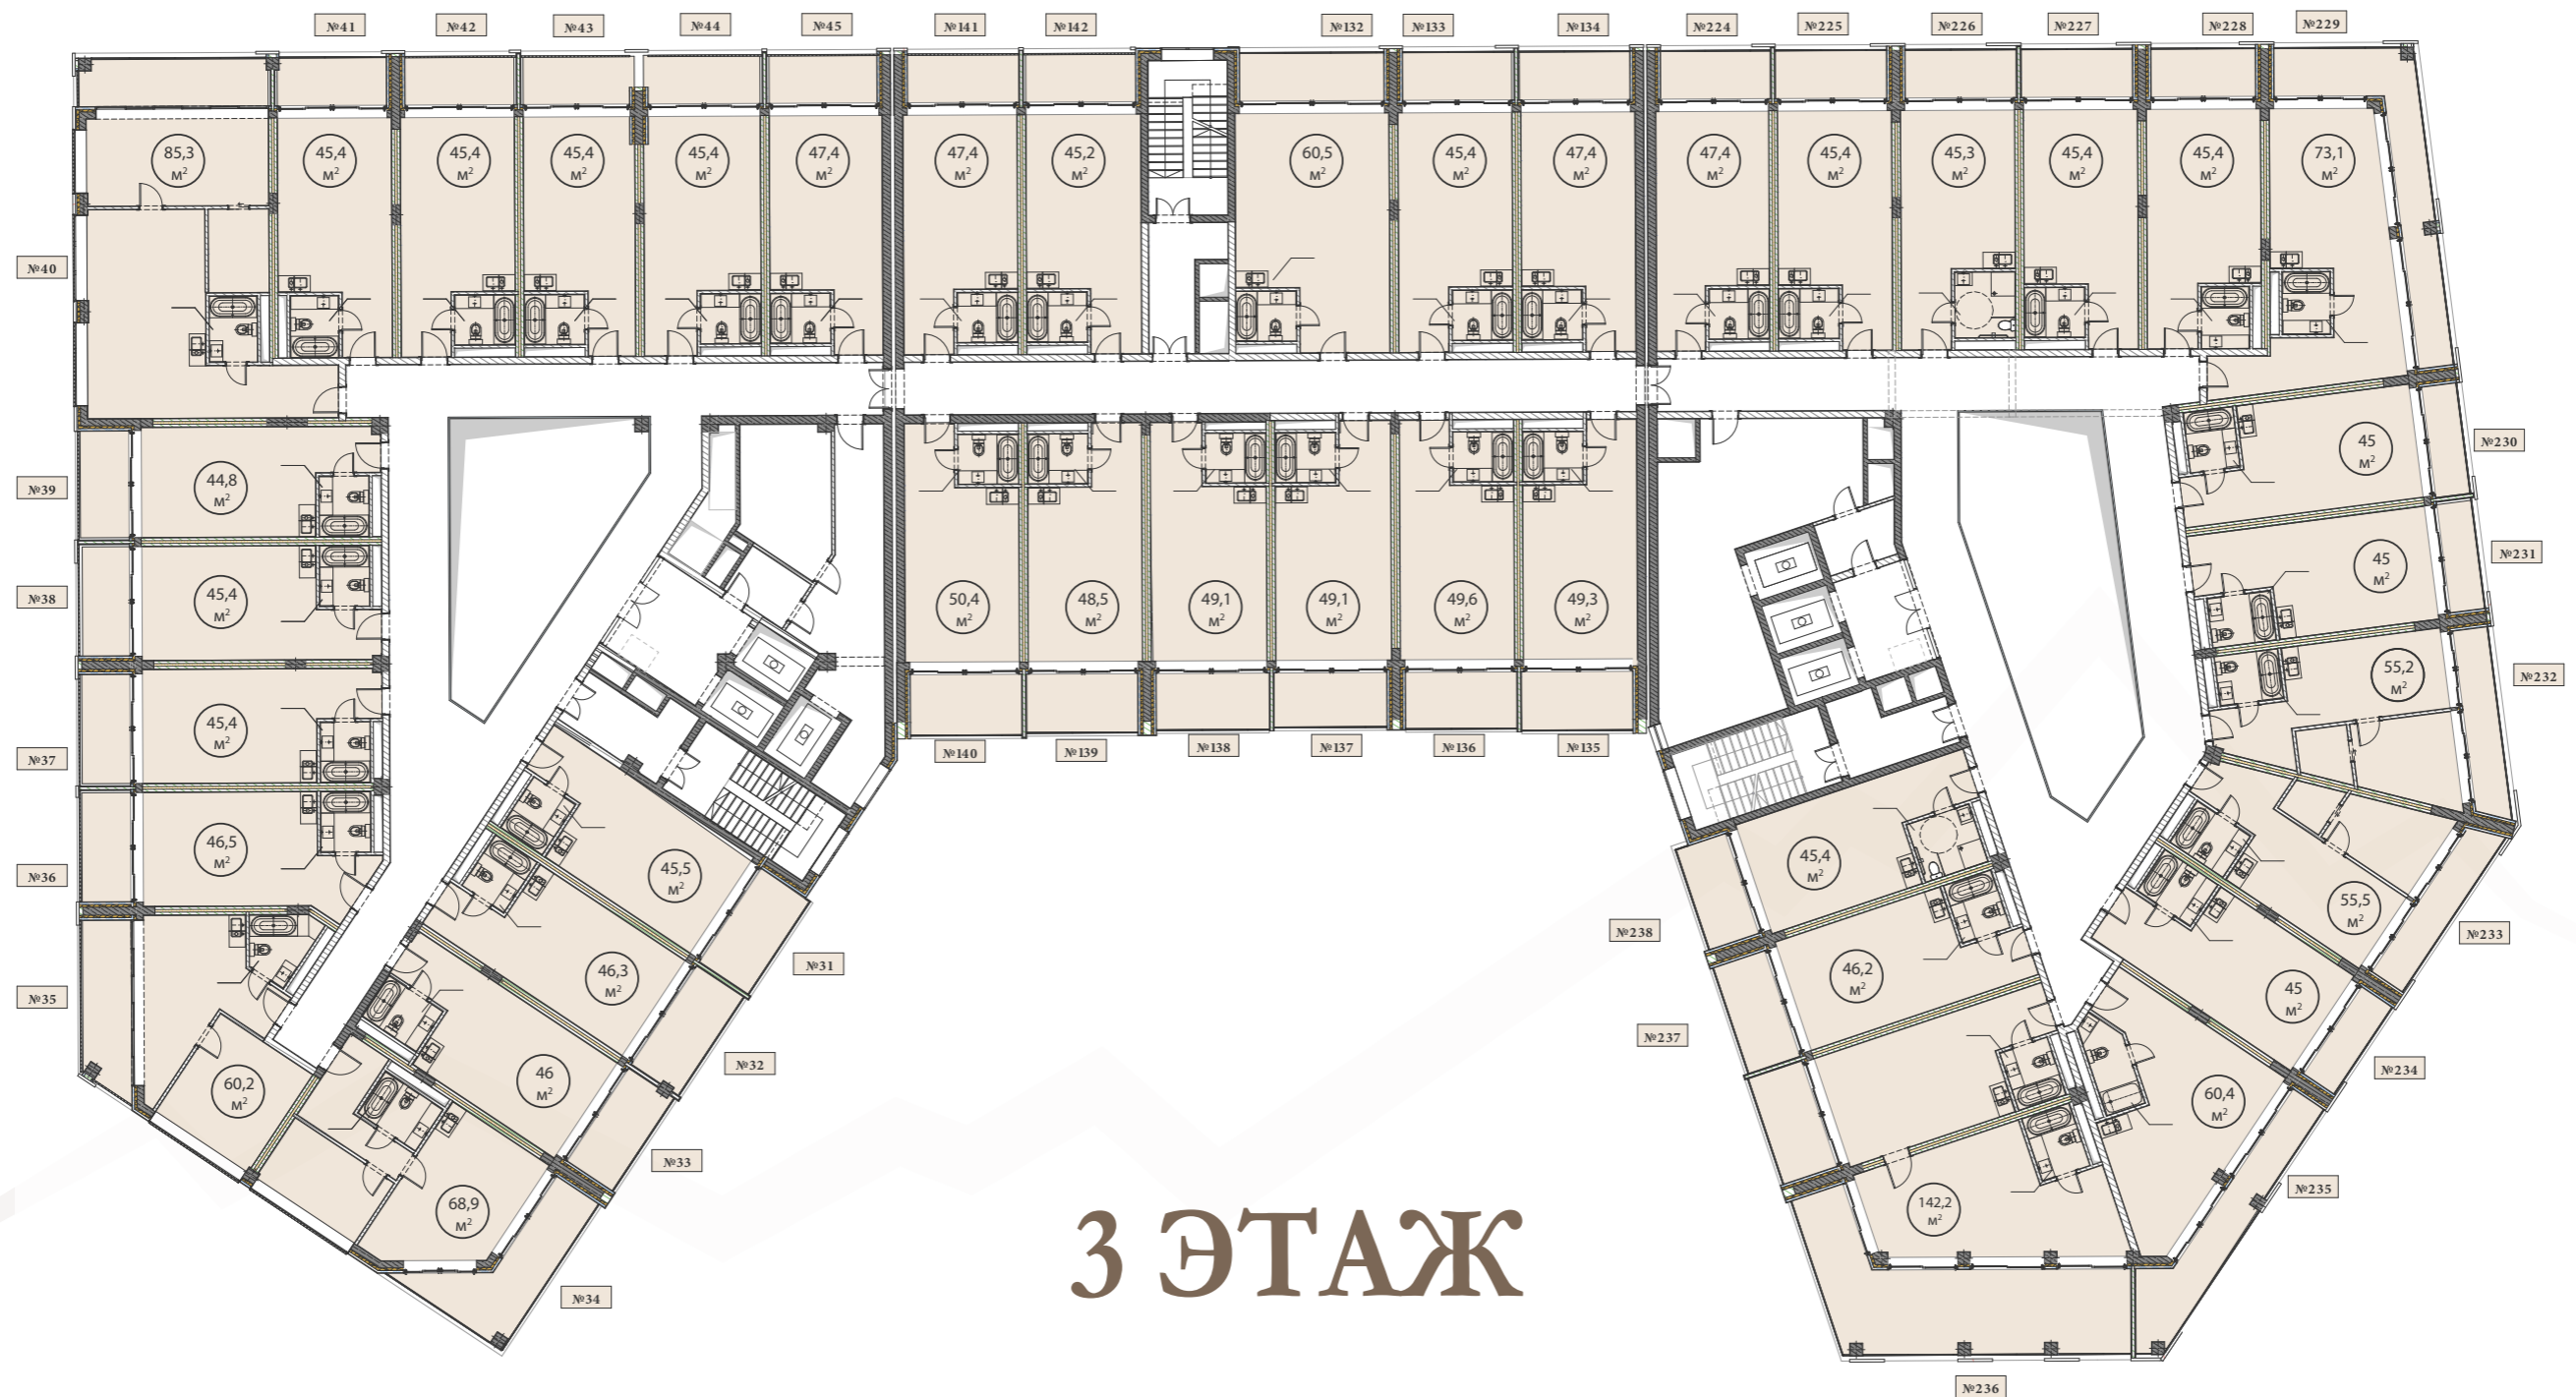 №41 №42 №43 №44 №45 №141 №142 №132 №133 №134 №224 №225 №226 №227 №228 №229
85,3 м² 45,4 м² 45,4 м² 45,4 м² 45,4 м² 47,4 м² 47,4 м² 45,2 м² 60,5 м² 45,4 м² 47,4 м² 47,4 м² 45,4 м² 45,3 м² 45,4 м² 45,4 м² 73,1 м²
№40
№39 44,8 м² 45 м² №230
45 м² №231
№38 45,4 м² 50,4 м² 48,5 м² 49,1 м² 49,1 м² 49,6 м² 49,3 м²
55,2 м² №232
№37 45,4 м² №140 №139 №138 №137 №136 №135
№36 46,5 м² 45,5 м² 45,4 м² 55,5 м² №233
№238
№35 46,3 м² №31 46,2 м² 45 м²
№237
60,2 м² 46 м² №32 60,4 м² №234
№33 №235
68,9 м² 142,2 м²
3 ЭТАЖ
№34
№236